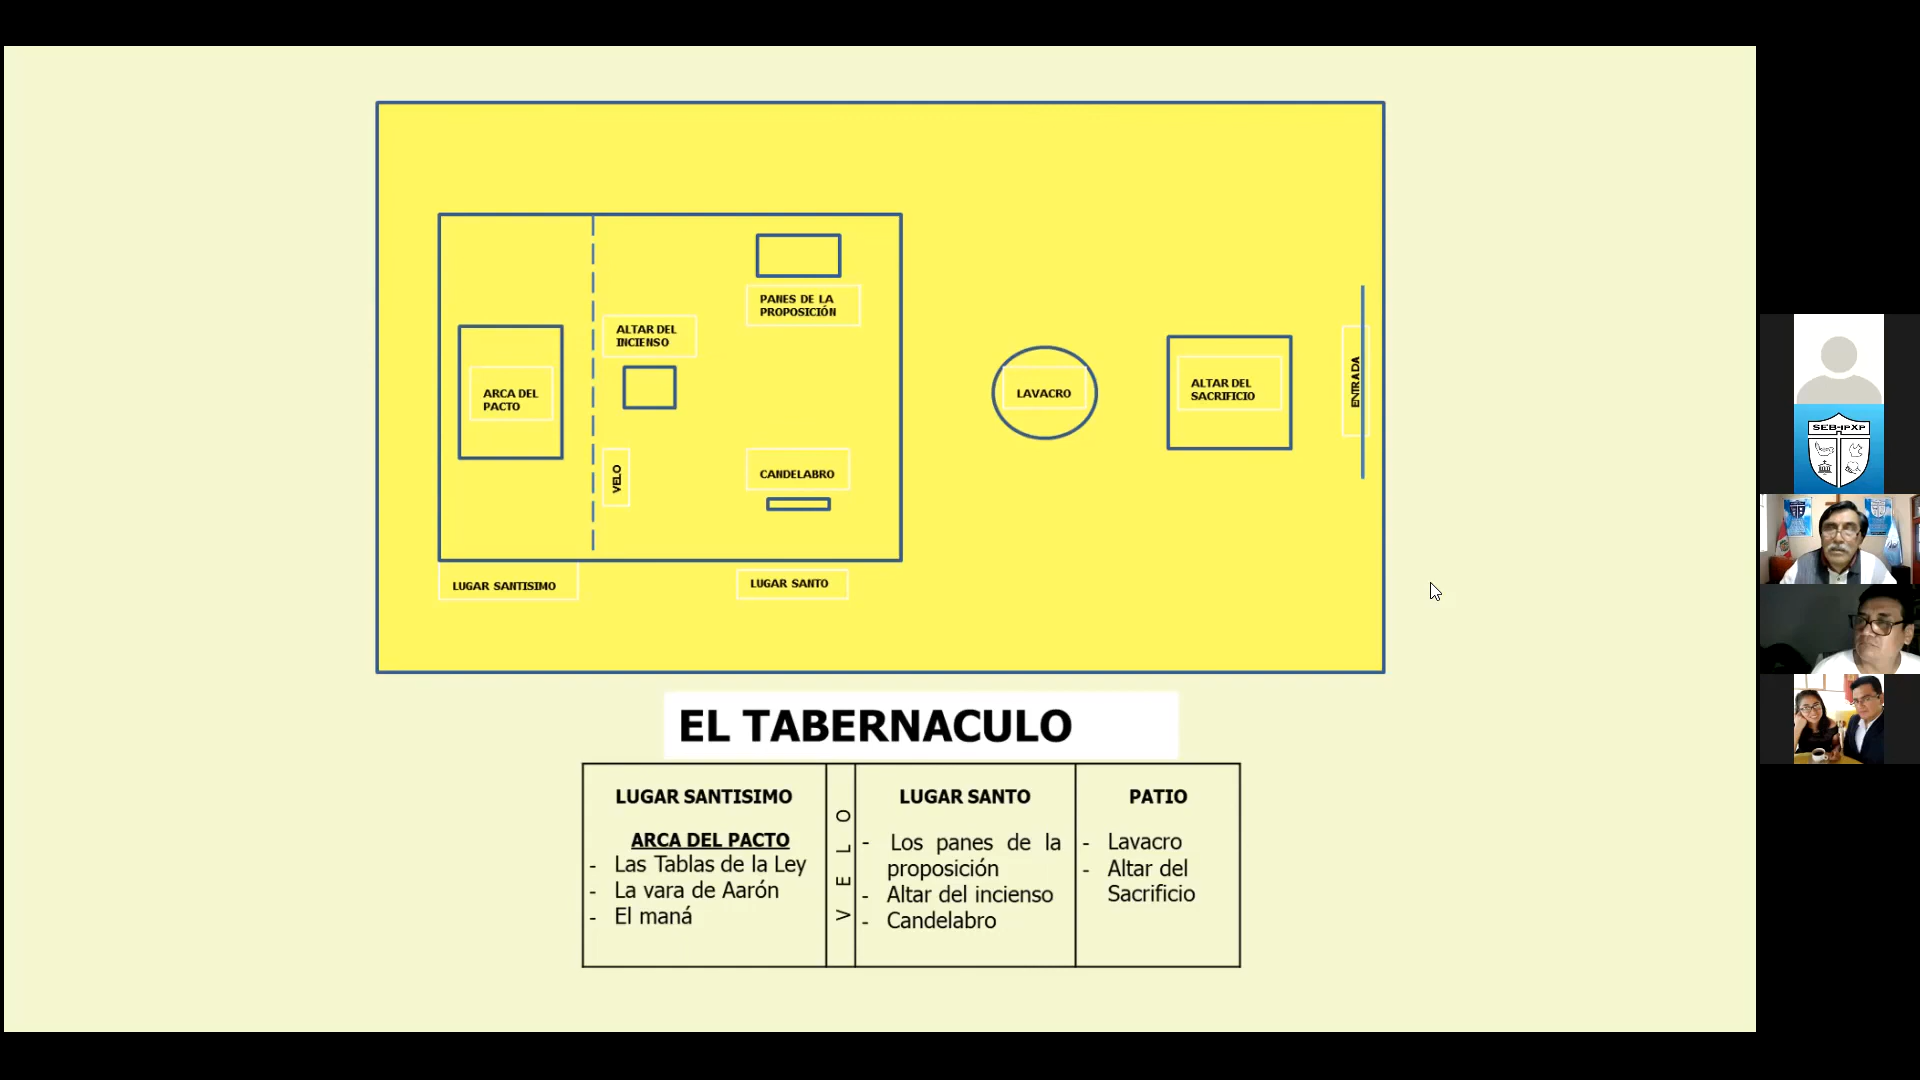 PANES DE LA
PROPOSICIÓN
ALTAR DEL
INCIENSO
ARCA DEL
PACTO
LAVACRO
ALTAR DEL
SACRIFICIO
ENTRADA
VELO
CANDELABRO
LUGAR SANTISIMO
LUGAR SANTO
EL TABERNACULO
LUGAR SANTISIMO
ARCA DEL PACTO
- Las Tablas de la Ley
- La vara de Aarón
- El maná
VELO
LUGAR SANTO
- Los panes de la
proposición
- Altar del incienso
- Candelabro
PATIO
- Lavacro
- Altar del
Sacrificio
SEB-IPXP